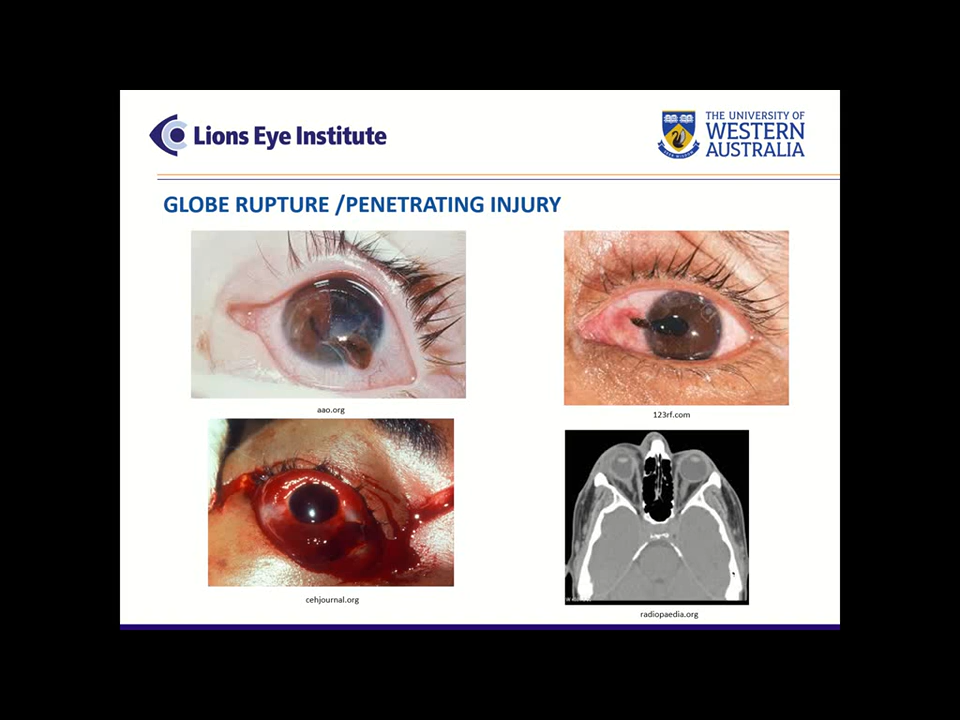 Lions Eye Institute
THE UNIVERSITY OF
WESTERN
AUSTRALIA
GLOBE RUPTURE /PENETRATING INJURY
aao.org
123rf.com
cehjournal.org
radiopaedia.org